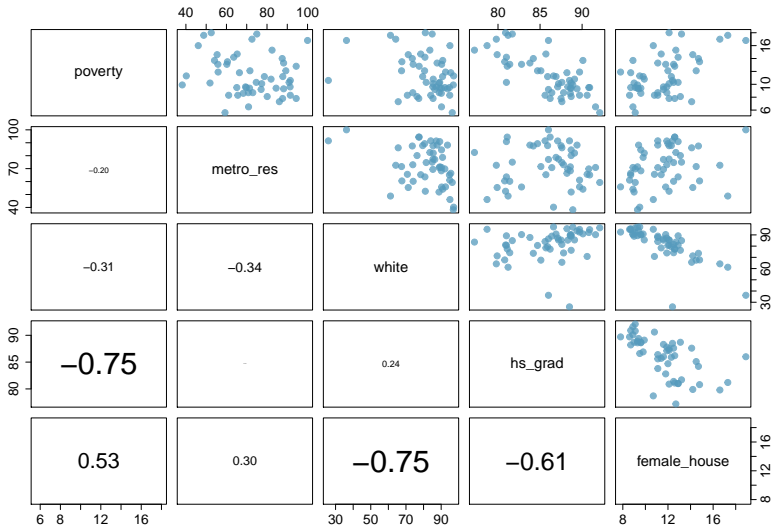 40 60 80 100
80 85 90
poverty
6 8 10 12 16
−0.20
metro_res
40 70 100
−0.31
−0.34
white
30 60 90
−0.75
0.24
hs_grad
80 85 90
0.53
0.30
−0.75
−0.61
female_house
8 12 16
6 8 12 16
30 50 70 90
8 12 16